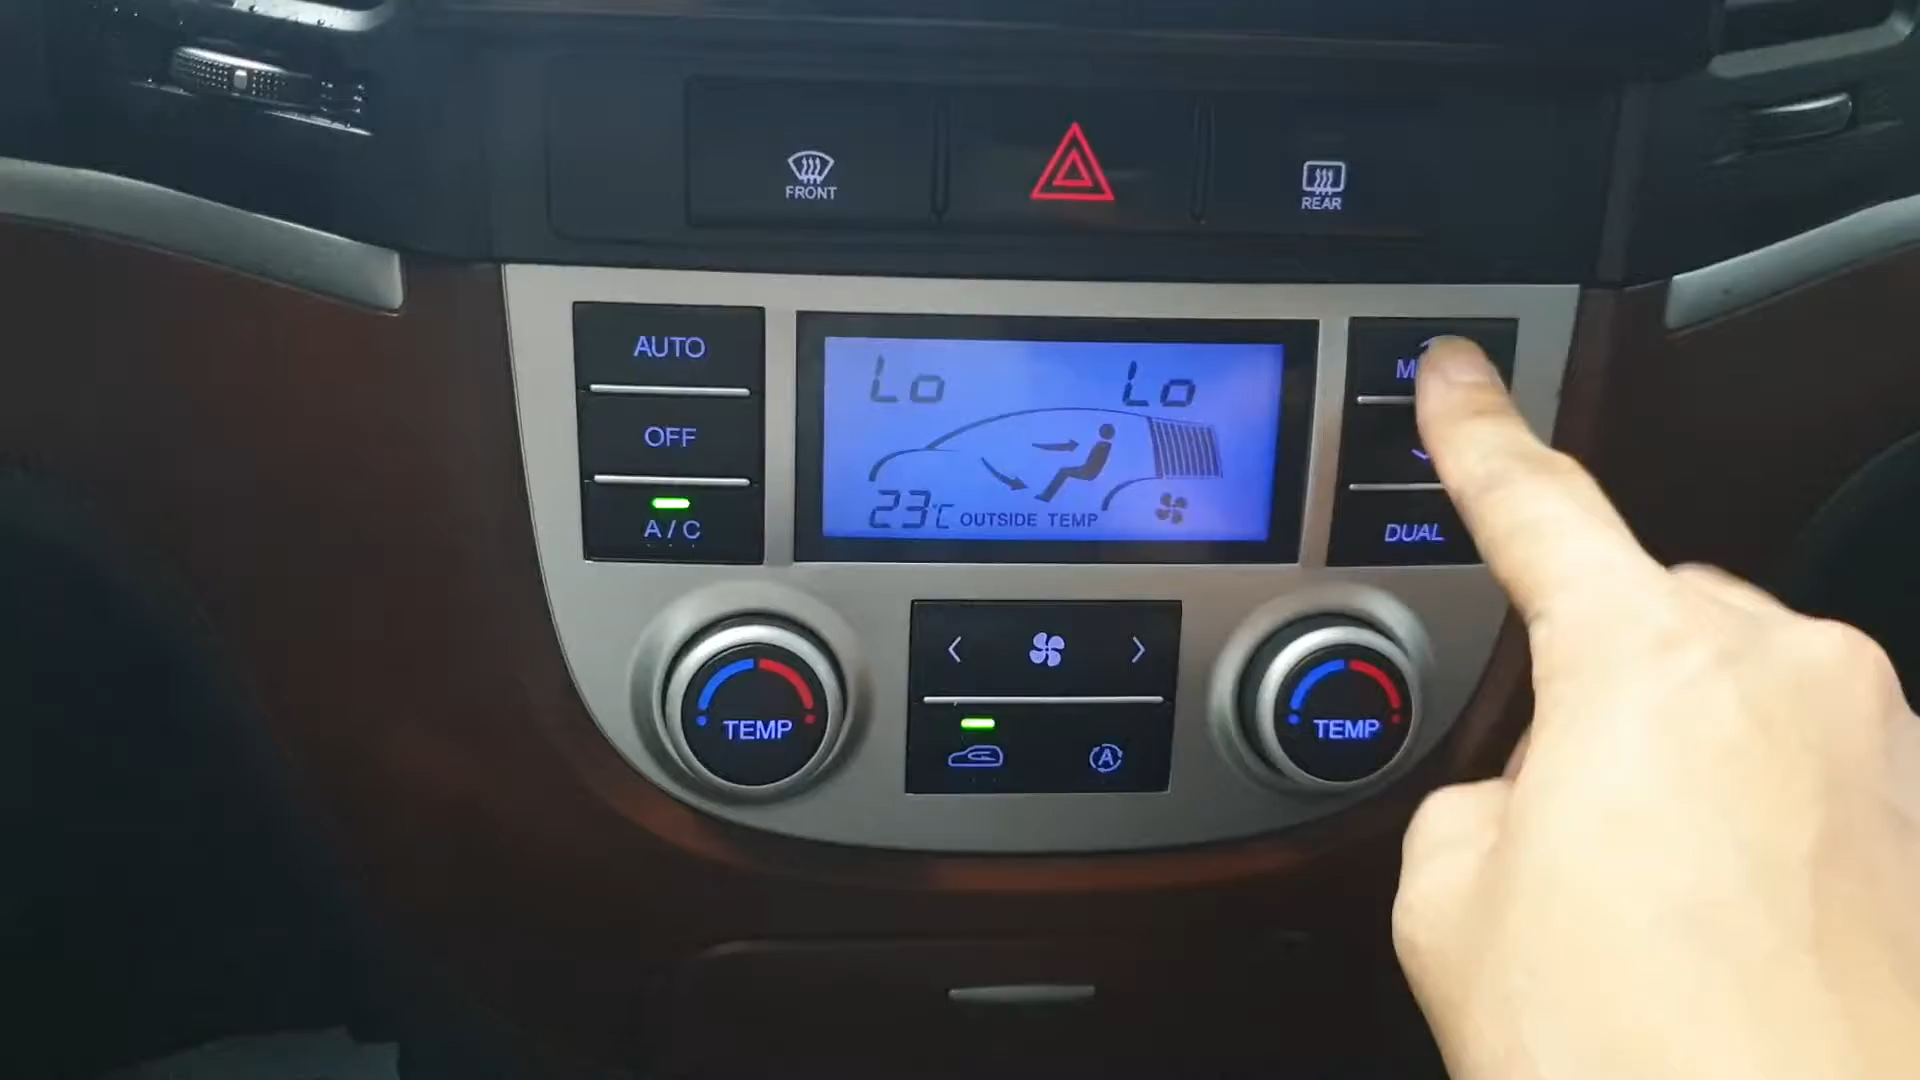 FRONT
REAR
AUTO
Lo Lo
OFF
A/C
23°C OUTSIDE TEMP
DUAL
TEMP
TEMP
A